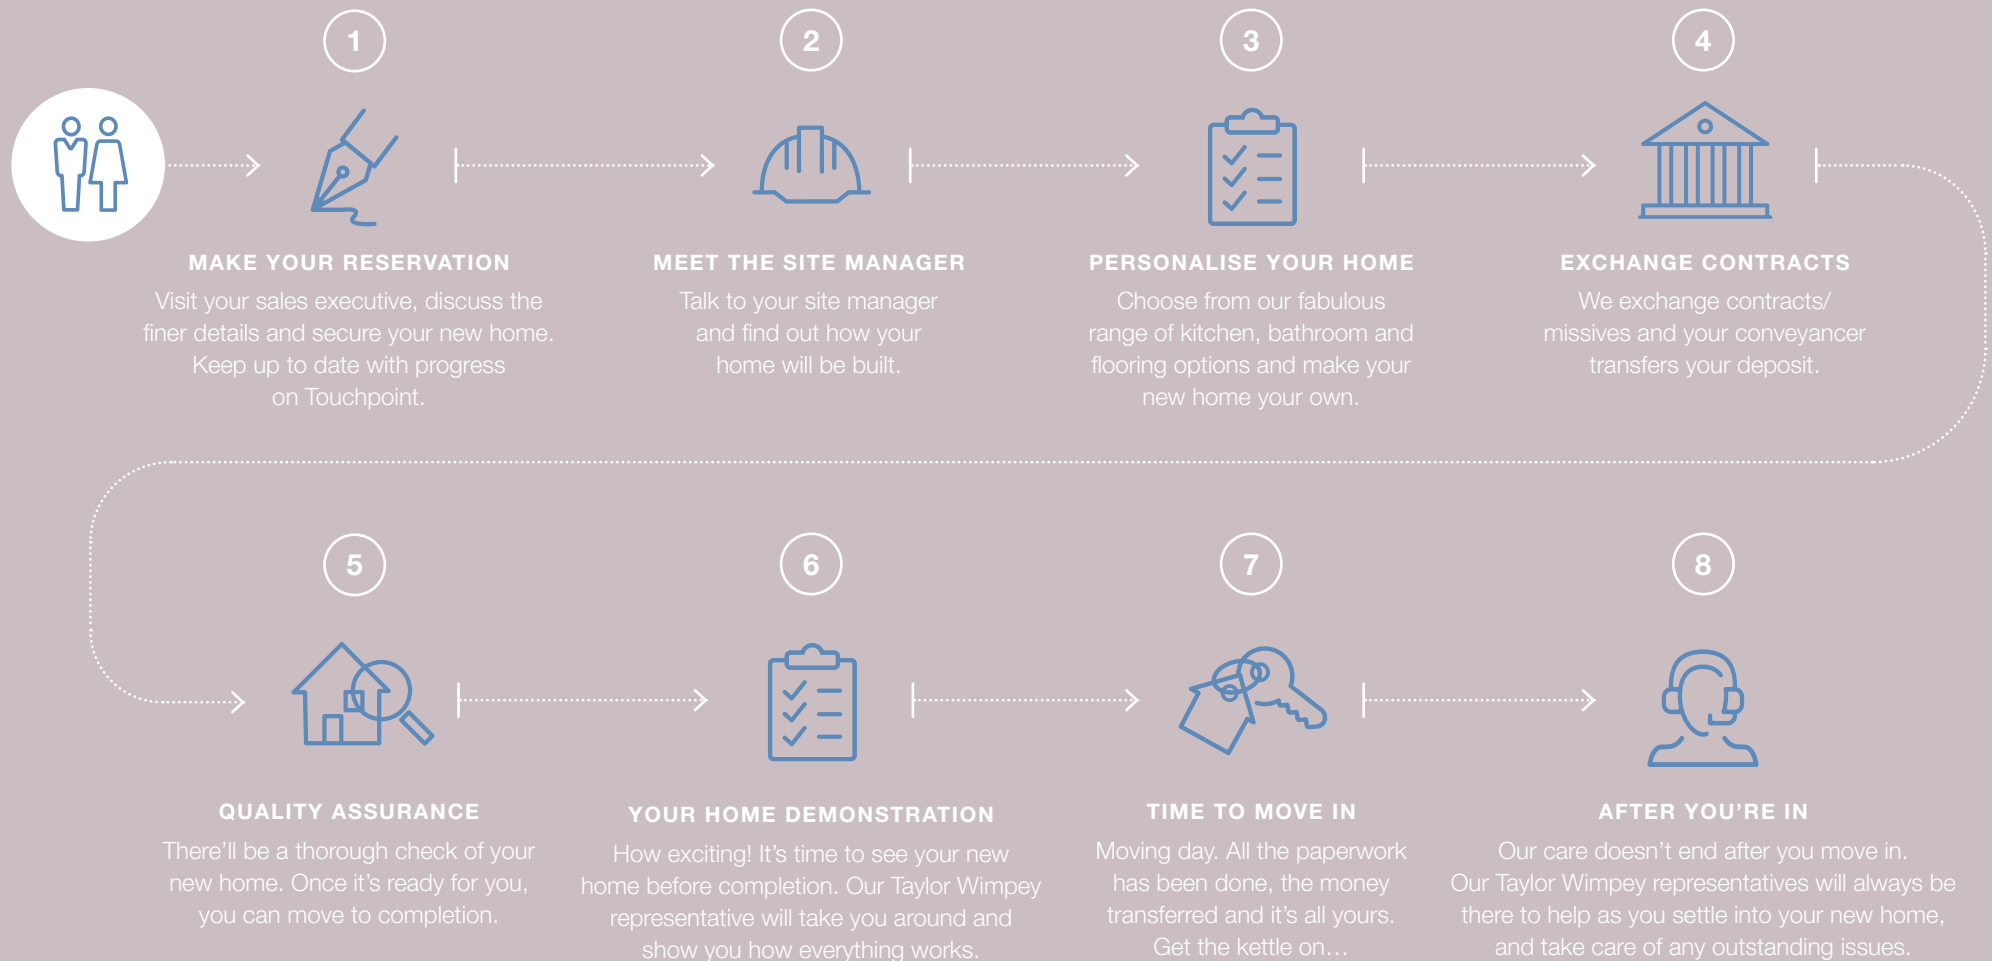 1
MAKE YOUR RESERVATION
Visit your sales executive, discuss the
finer details and secure your new home.
Keep up to date with progress
on Touchpoint.
2
MEET THE SITE MANAGER
Talk to your site manager
and find out how your
home will be built.
3
PERSONALISE YOUR HOME
Choose from our fabulous
range of kitchen, bathroom and
flooring options and make your
new home your own.
4
EXCHANGE CONTRACTS
We exchange contracts/
missives and your conveyancer
transfers your deposit.
5
QUALITY ASSURANCE
There’ll be a thorough check of your
new home. Once it’s ready for you,
you can move to completion.
6
YOUR HOME DEMONSTRATION
How exciting! It’s time to see your new
home before completion. Our Taylor Wimpey
representative will take you around and
show you how everything works.
7
TIME TO MOVE IN
Moving day. All the paperwork
has been done, the money
transferred and it’s all yours.
Get the kettle on…
8
AFTER YOU’RE IN
Our care doesn’t end after you move in.
Our Taylor Wimpey representatives will always be
there to help as you settle into your new home,
and take care of any outstanding issues.